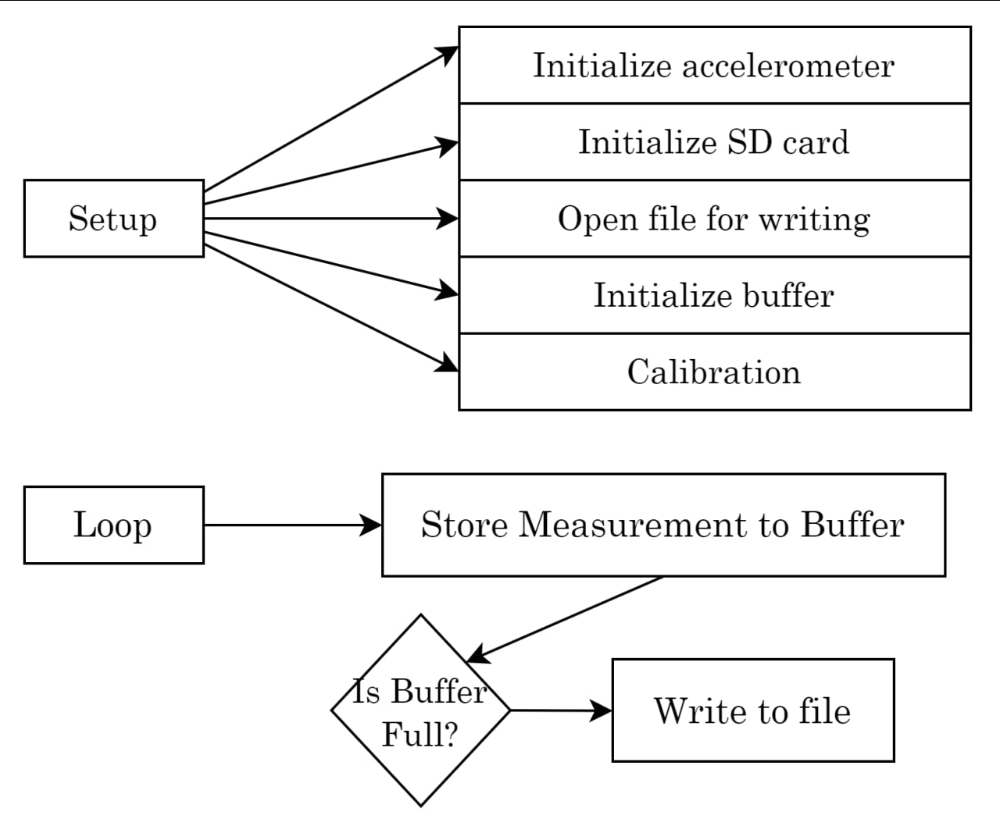 Initialize accelerometer
Initialize SD card
Setup
Open file for writing
Initialize buffer
Calibration
Loop
Store Measurement to Buffer
Is Buffer
Full?
Write to file